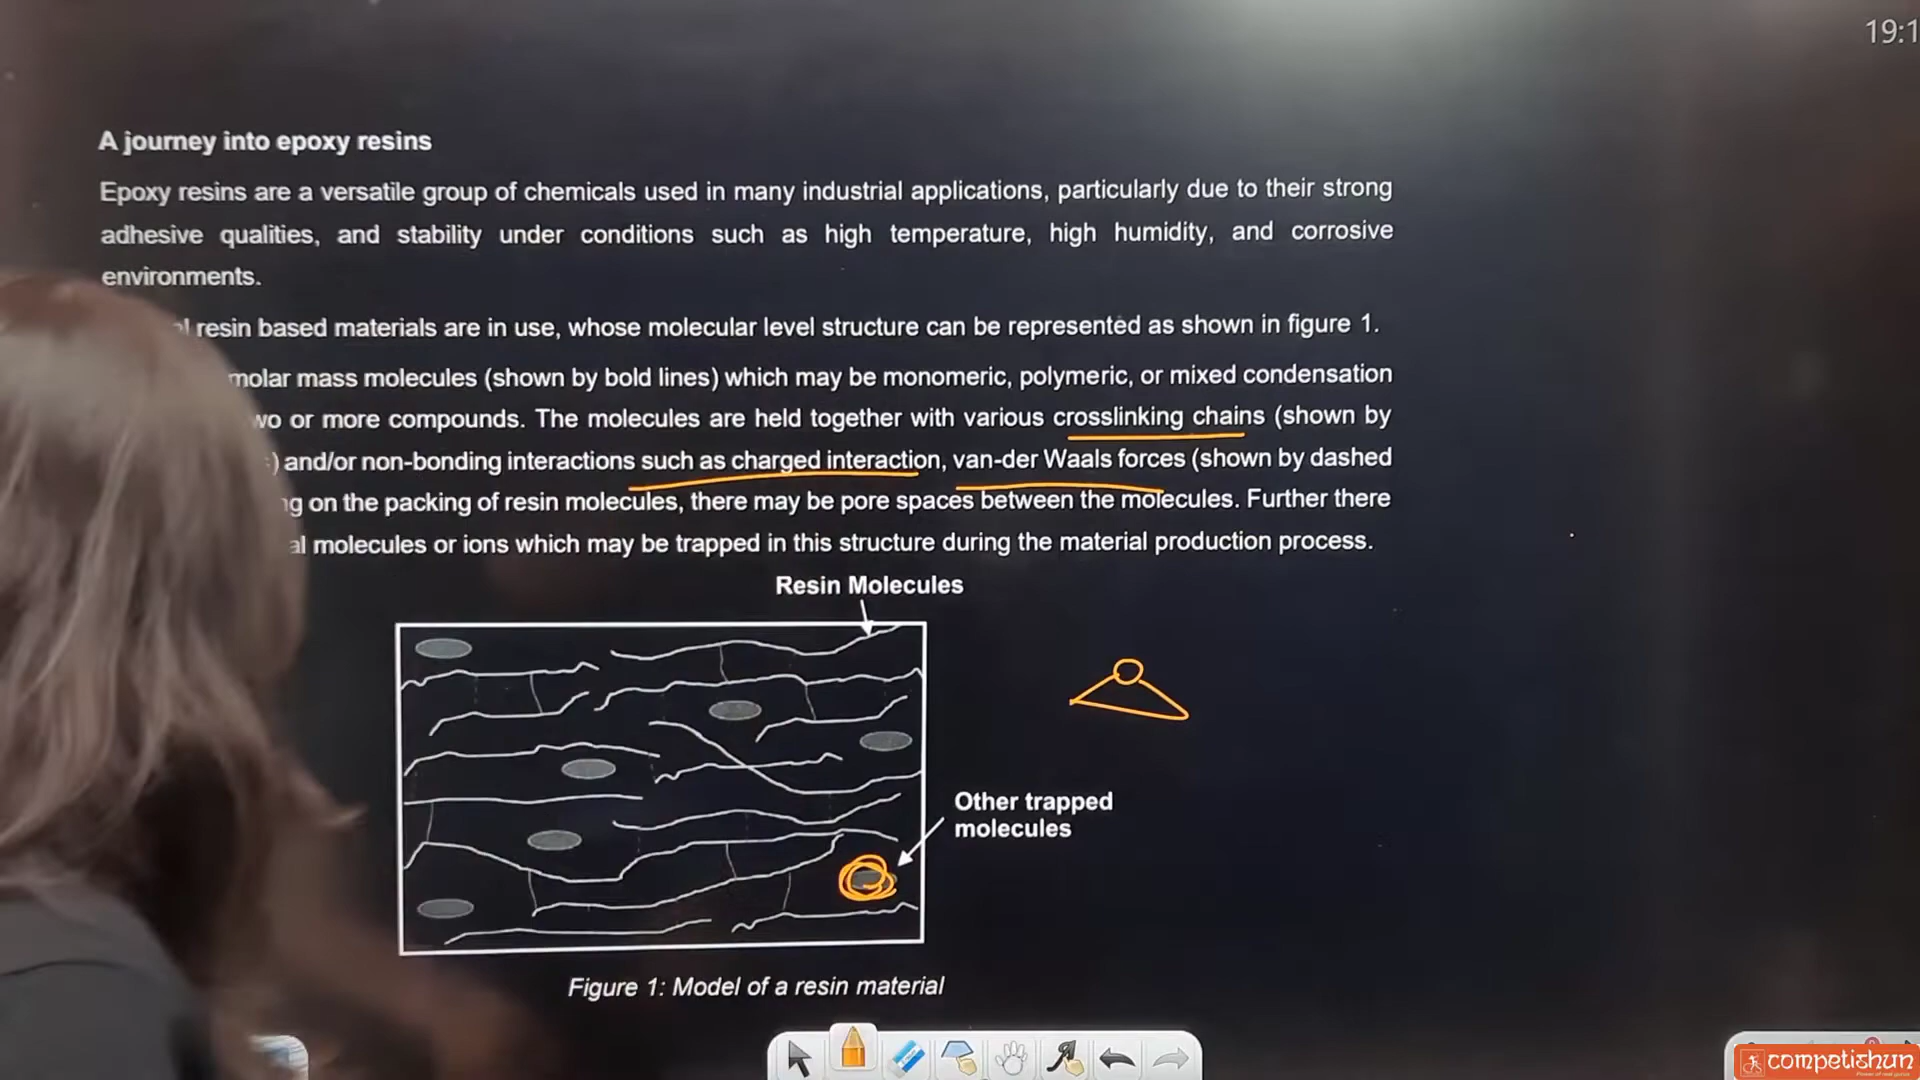 19:1
A journey into epoxy resins
Epoxy resins are a versatile group of chemicals used in many industrial applications, particularly due to their strong
adhesive qualities, and stability under conditions such as high temperature, high humidity, and corrosive
environments.
resin based materials are in use, whose molecular level structure can be represented as shown in figure 1.
molar mass molecules (shown by bold lines) which may be monomeric, polymeric, or mixed condensation
or more compounds. The molecules are held together with various crosslinking chains (shown by
) and/or non-bonding interactions such as charged interaction, van-der Waals forces (shown by dashed
on the packing of resin molecules, there may be pore spaces between the molecules. Further there
molecules or ions which may be trapped in this structure during the material production process.
Resin Molecules
Other trapped
molecules
Figure 1: Model of a resin material
competishun